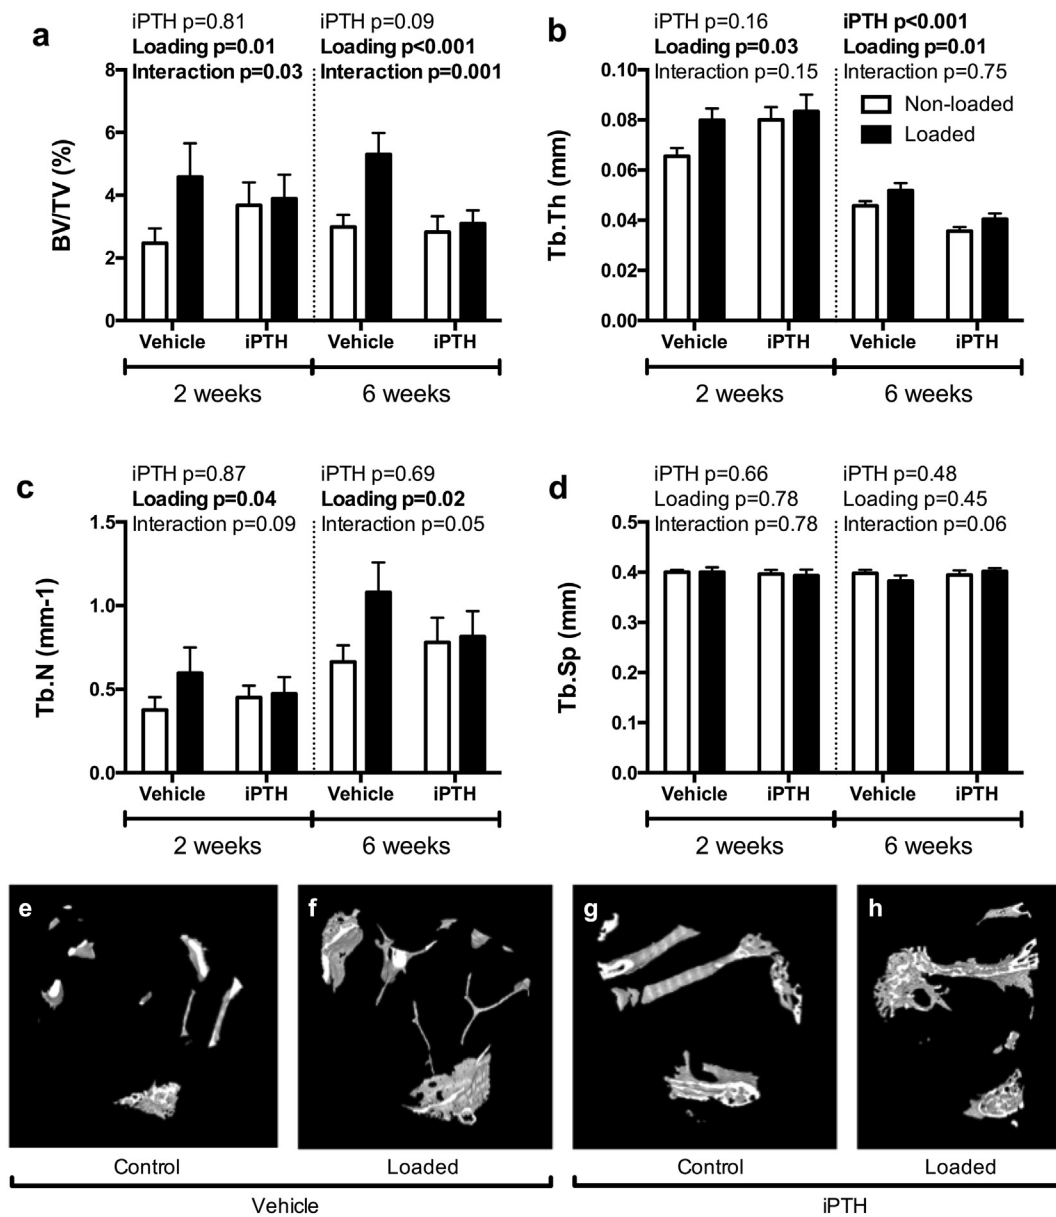 a
iPTH p=0.81
Loading p=0.01
Interaction p=0.03
iPTH p=0.09
Loading p<0.001
Interaction p=0.001
BV/TV (%)
8
6
4
2
0
Vehicle iPTH Vehicle iPTH
2 weeks 6 weeks
b
iPTH p=0.16
Loading p=0.03
Interaction p=0.15
iPTH p<0.001
Loading p=0.01
Interaction p=0.75
Non-loaded
Loaded
Tb.Th (mm)
0.10
0.08
0.06
0.04
0.02
0.00
Vehicle iPTH Vehicle iPTH
2 weeks 6 weeks
c
iPTH p=0.87
Loading p=0.04
Interaction p=0.09
iPTH p=0.69
Loading p=0.02
Interaction p=0.05
Tb.N (mm-1)
1.5
1.0
0.5
0.0
Vehicle iPTH Vehicle iPTH
2 weeks 6 weeks
d
iPTH p=0.66
Loading p=0.78
Interaction p=0.78
iPTH p=0.48
Loading p=0.45
Interaction p=0.06
Tb.Sp (mm)
0.5
0.4
0.3
0.2
0.1
0.0
Vehicle iPTH Vehicle iPTH
2 weeks 6 weeks
e f g h
Control Loaded Control Loaded
Vehicle iPTH